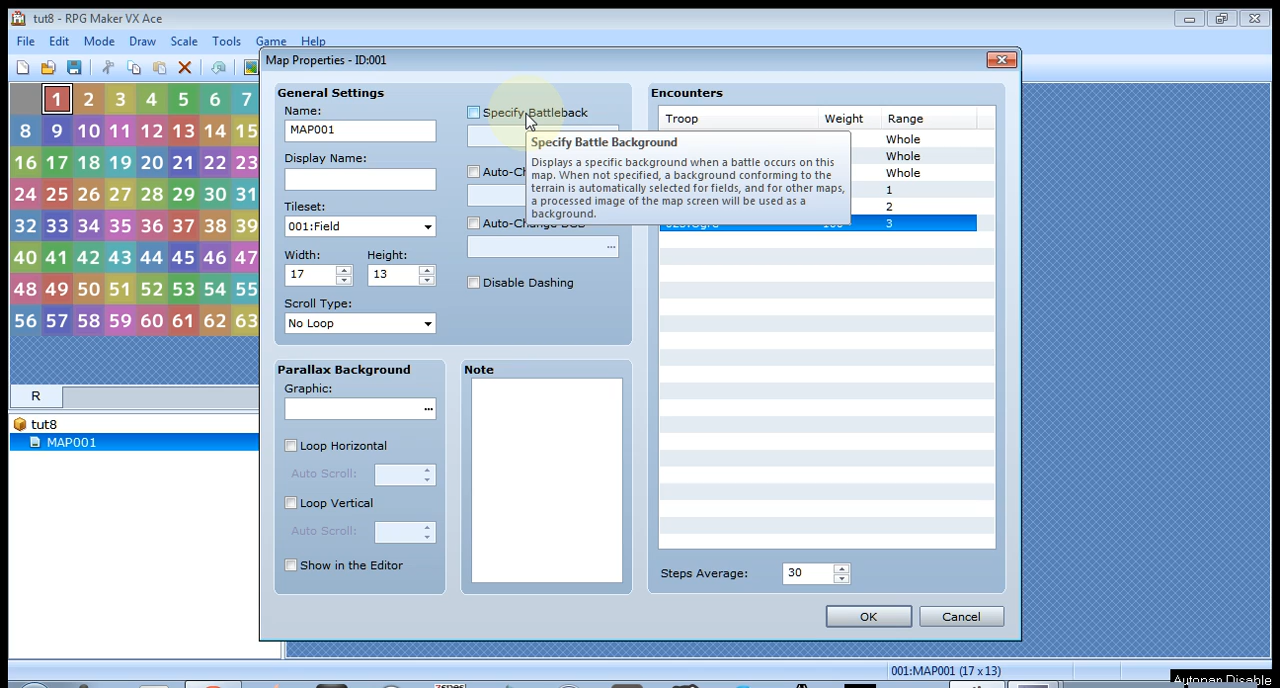 tut8 - RPG Maker VX Ace
File Edit Mode Draw Scale Tools Game Help
Map Properties - ID:001
1 2 3 4 5 6 7
8 9 10 11 12 13 14 15
16 17 18 19 20 21 22 23
24 25 26 27 28 29 30 31
32 33 34 35 36 37 38 39
40 41 42 43 44 45 46 47
48 49 50 51 52 53 54 55
56 57 58 59 60 61 62 63
R
tut8
MAP001
General Settings
Name:
MAP001
Display Name:
Tileset:
001:Field
Width: Height:
17 13
Scroll Type:
No Loop
Specify Battleback
Specify Battle Background
Displays a specific background when a battle occurs on this
map. When not specified, a background conforming to the
terrain is automatically selected for fields, and for other maps,
a processed image of the map screen will be used as a
background.
Disable Dashing
Parallax Background
Graphic:
...
Loop Horizontal
Auto Scroll:
Loop Vertical
Auto Scroll:
Show in the Editor
Note
Encounters
Troop Weight Range
Whole
Whole
Whole
1
2
3
Steps Average: 30
OK Cancel
001:MAP001 (17 x 13)
Autopan Disable